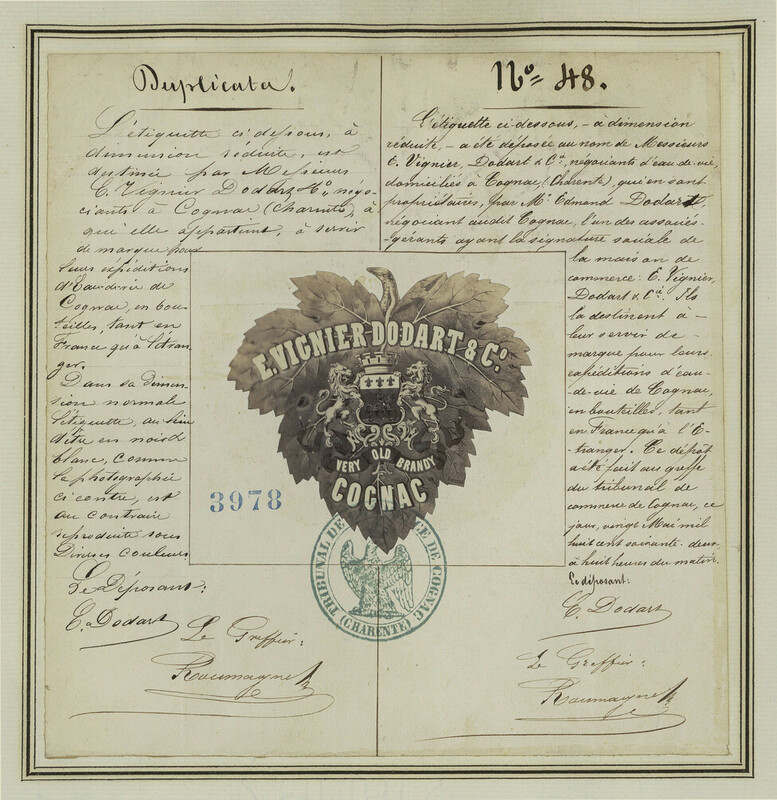 Duplicata.
L'étiquette ci dessous, à
dimension réduite, est
destinée par Messieurs
E. Vignier Dodart & Cº, négo-
ciants à Cognac (Charente), à
qui elle appartient, à servir
de marque pour
leurs expéditions
d'Eau de vie de
Cognac, en bou-
teilles, tant en
France qu'à l'étran
ger.
Dans sa dimen-
sion normale
l'étiquette, au lieu
d'être en noir &
blanc, comme
la photographie
ci contre, est
au contraire
reproduite sous
diverses couleurs
Le Déposant:
E. Dodart
Le Greffier:
Roumagne
Nº= 48.
L'étiquette ci-dessous, - à dimension
réduite, - a été déposée au nom de Messieurs
E. Vignier, Dodart & Cie, négociants d'eau-de-vie,
domiciliés à Cognac, (Charente), qui en sont
propriétaires, par Mr Edmond Dodart,
négociant audit Cognac, l'un des associés-
-gérants ayant la signature sociale de
la maison de
commerce: E. Vignier,
Dodart & Cie. Ils
la destinent à -
leur servir de -
marque pour leurs
expéditions d'eau-
-de-vie de Cognac,
en bouteilles, tant
en France qu'à l'E-
-tranger. Ce dépôt
a été fait au greffe
du tribunal de
commerce de Cognac, ce
jour, vingt Mai mil
huit cent soixante-deux,
à huit heures du matin.
Le déposant:
E. Dodart
Le Greffier:
Roumagne
E. VIGNIER-DODART & Cº.
VERY OLD BRANDY
COGNAC
3978
TRIBUNAL DE CE DE COGNAC
(CHARENTE)